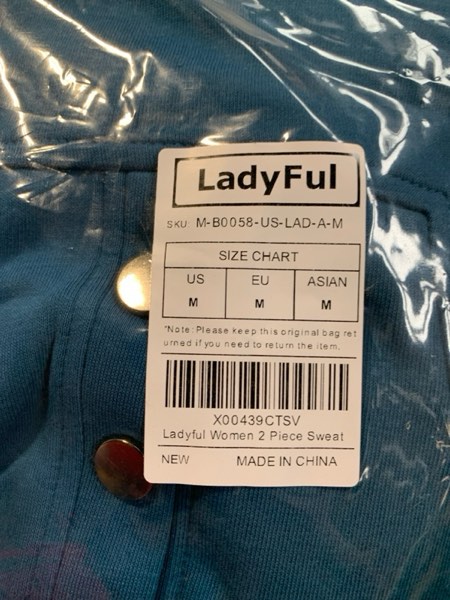 LadyFul
SKU: M-B0058-US-LAD-A-M
SIZE CHART
US EU ASIAN
M M M
*Note: Please keep this original bag ret
urned if you need to return the item.
X00439CTSV
Ladyful Women 2 Piece Sweat
NEW MADE IN CHINA